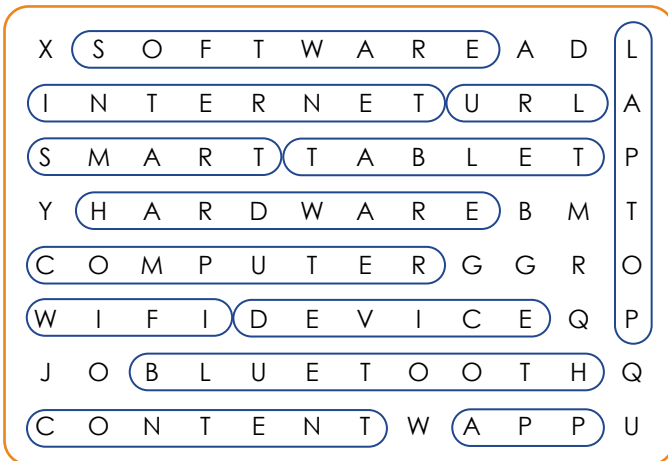 X S O F T W A R E A D L
I N T E R N E T U R L A
S M A R T T A B L E T P
Y H A R D W A R E B M T
C O M P U T E R G G R O
W I F I D E V I C E Q P
J O B L U E T O O T H Q
C O N T E N T W A P P U